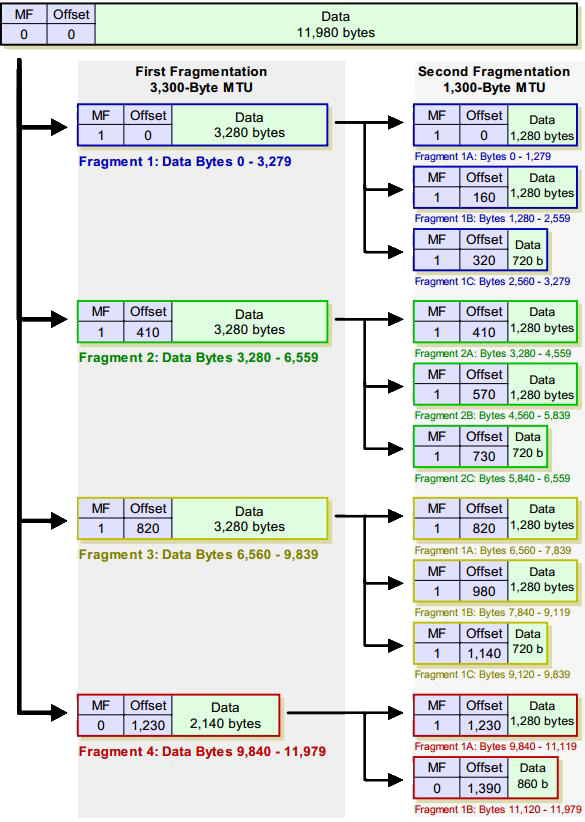 MF Offset Data
0 0 11,980 bytes
First Fragmentation
3,300-Byte MTU
Second Fragmentation
1,300-Byte MTU
MF Offset Data
1 0 3,280 bytes
Fragment 1: Data Bytes 0 - 3,279
MF Offset Data
1 0 1,280 bytes
Fragment 1A: Bytes 0 - 1,279
MF Offset Data
1 160 1,280 bytes
Fragment 1B: Bytes 1,280 - 2,559
MF Offset Data
1 320 720 b
Fragment 1C: Bytes 2,560 - 3,279
MF Offset Data
1 410 3,280 bytes
Fragment 2: Data Bytes 3,280 - 6,559
MF Offset Data
1 410 1,280 bytes
Fragment 2A: Bytes 3,280 - 4,559
MF Offset Data
1 570 1,280 bytes
Fragment 2B: Bytes 4,560 - 5,839
MF Offset Data
1 730 720 b
Fragment 2C: Bytes 5,840 - 6,559
MF Offset Data
1 820 3,280 bytes
Fragment 3: Data Bytes 6,560 - 9,839
MF Offset Data
1 820 1,280 bytes
Fragment 1A: Bytes 6,560 - 7,839
MF Offset Data
1 980 1,280 bytes
Fragment 1B: Bytes 7,840 - 9,119
MF Offset Data
1 1,140 720 b
Fragment 1C: Bytes 9,120 - 9,839
MF Offset Data
0 1,230 2,140 bytes
Fragment 4: Data Bytes 9,840 - 11,979
MF Offset Data
1 1,230 1,280 bytes
Fragment 1A: Bytes 9,840 - 11,119
MF Offset Data
0 1,390 860 b
Fragment 1B: Bytes 11,120 - 11,979